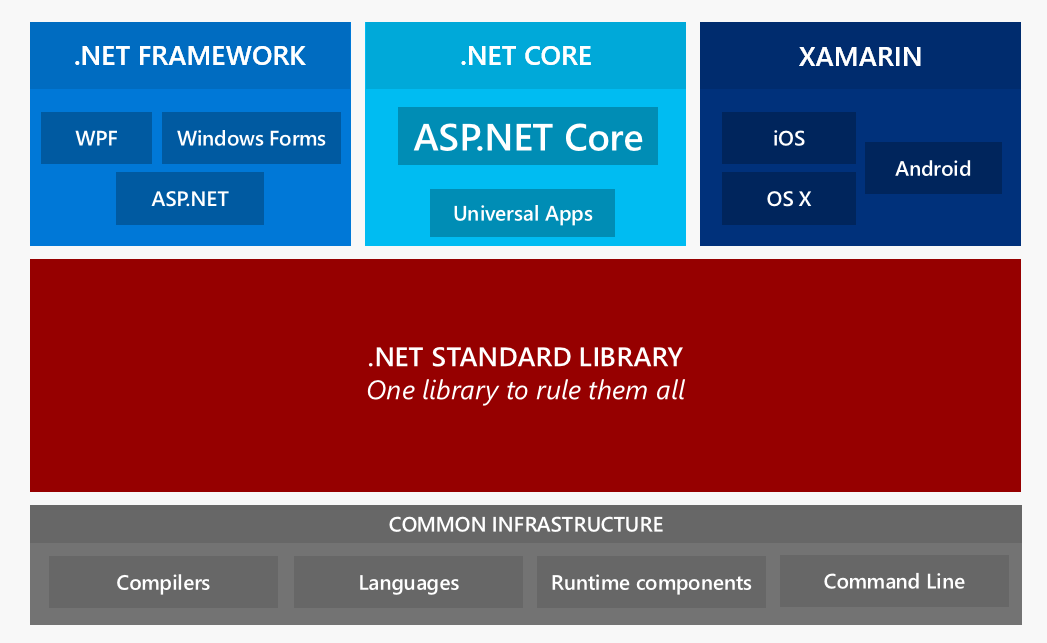 .NET FRAMEWORK
WPF
Windows Forms
ASP.NET
.NET CORE
ASP.NET Core
Universal Apps
XAMARIN
iOS
Android
OS X
.NET STANDARD LIBRARY
One library to rule them all
COMMON INFRASTRUCTURE
Compilers
Languages
Runtime components
Command Line